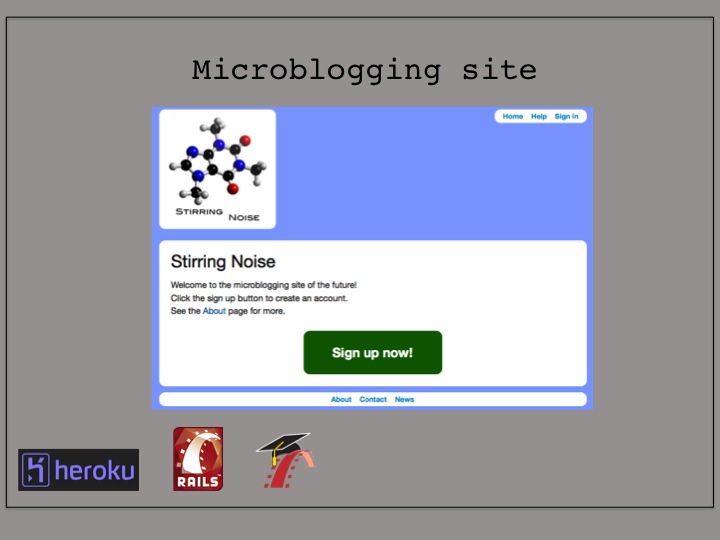 Microblogging site
Home Help Sign in
STIRRING NOISE
Stirring Noise
Welcome to the microblogging site of the future!
Click the sign up button to create an account.
See the About page for more.
Sign up now!
About Contact News
heroku
RAILS